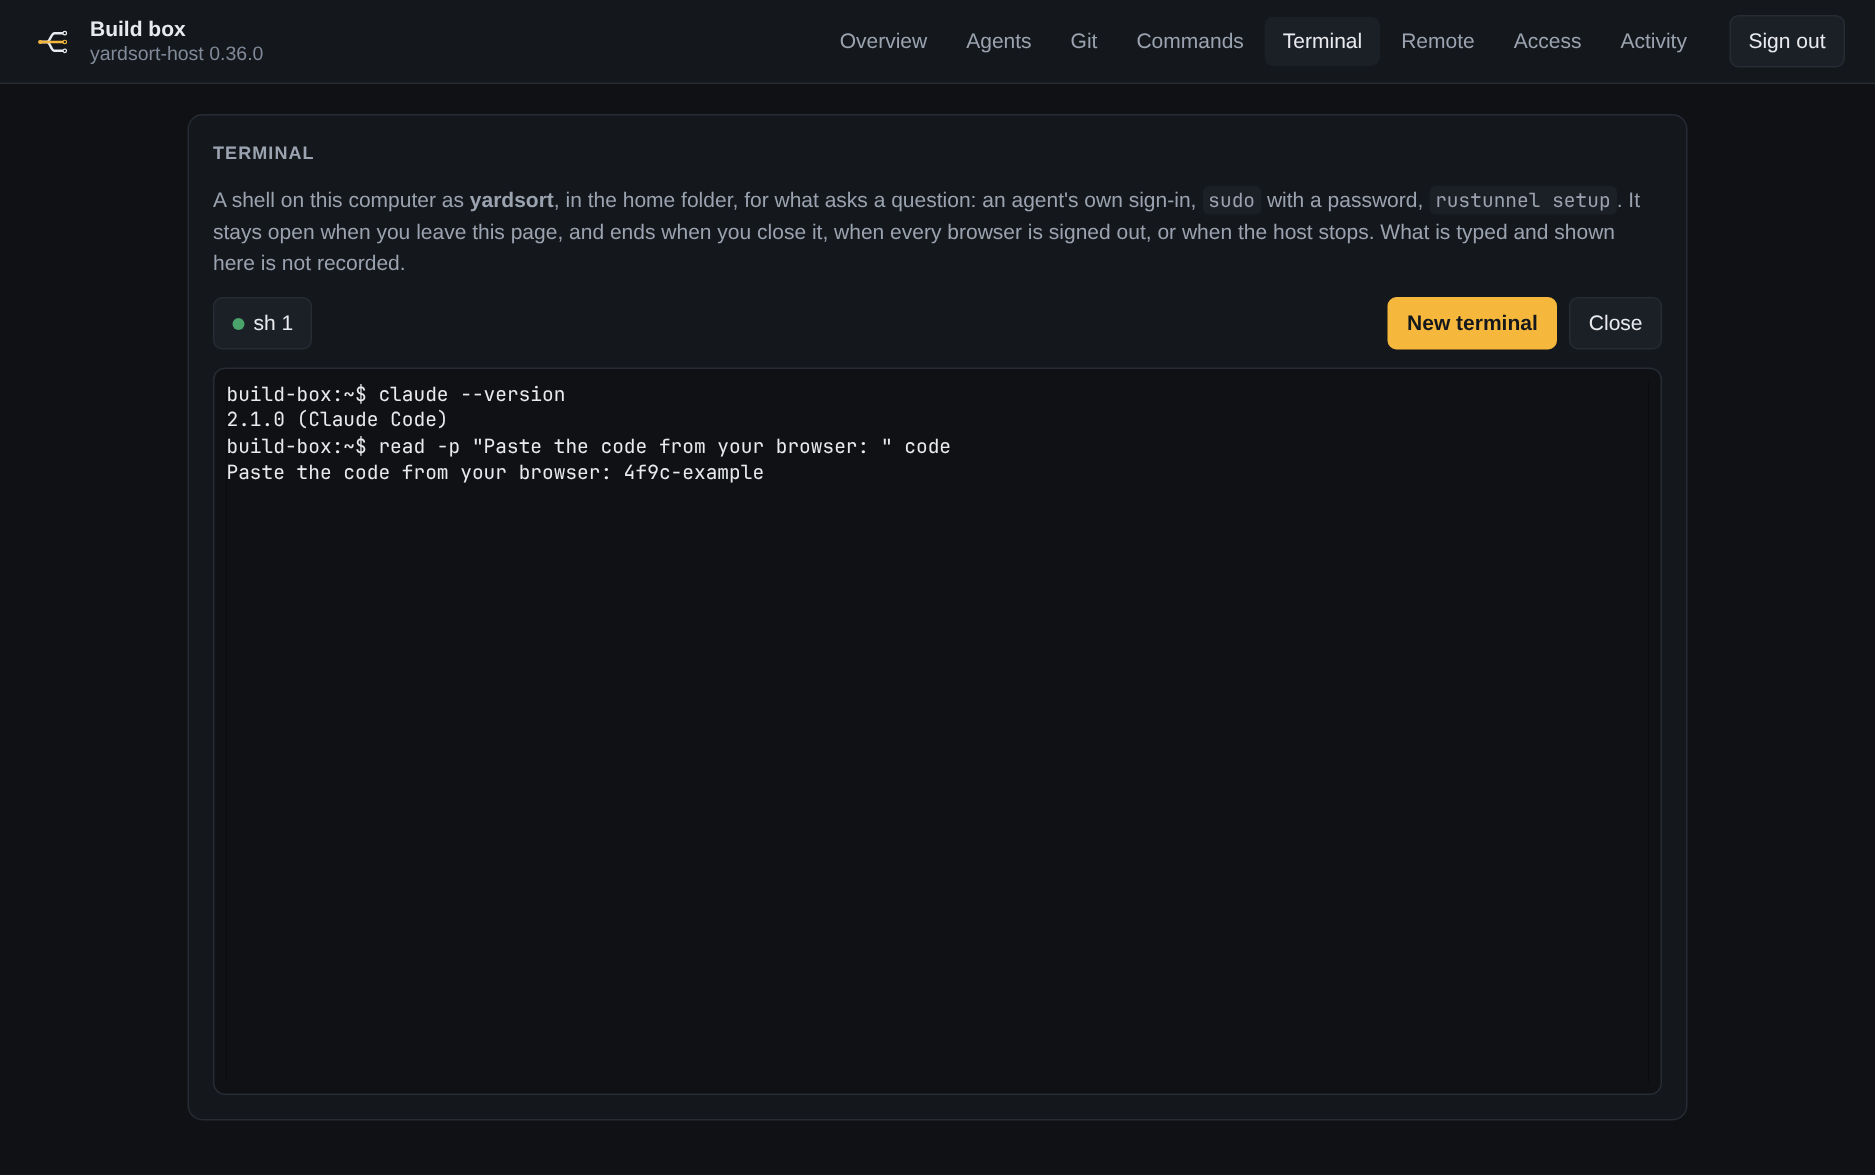 Build box
yardsort-host 0.36.0
Overview
Agents
Git
Commands
Terminal
Remote
Access
Activity
Sign out
TERMINAL
A shell on this computer as yardsort, in the home folder, for what asks a question: an agent's own sign-in, sudo with a password, rustunnel setup. It
stays open when you leave this page, and ends when you close it, when every browser is signed out, or when the host stops. What is typed and shown
here is not recorded.
sh 1
New terminal
Close
build-box:~$ claude --version
2.1.0 (Claude Code)
build-box:~$ read -p "Paste the code from your browser: " code
Paste the code from your browser: 4f9c-example